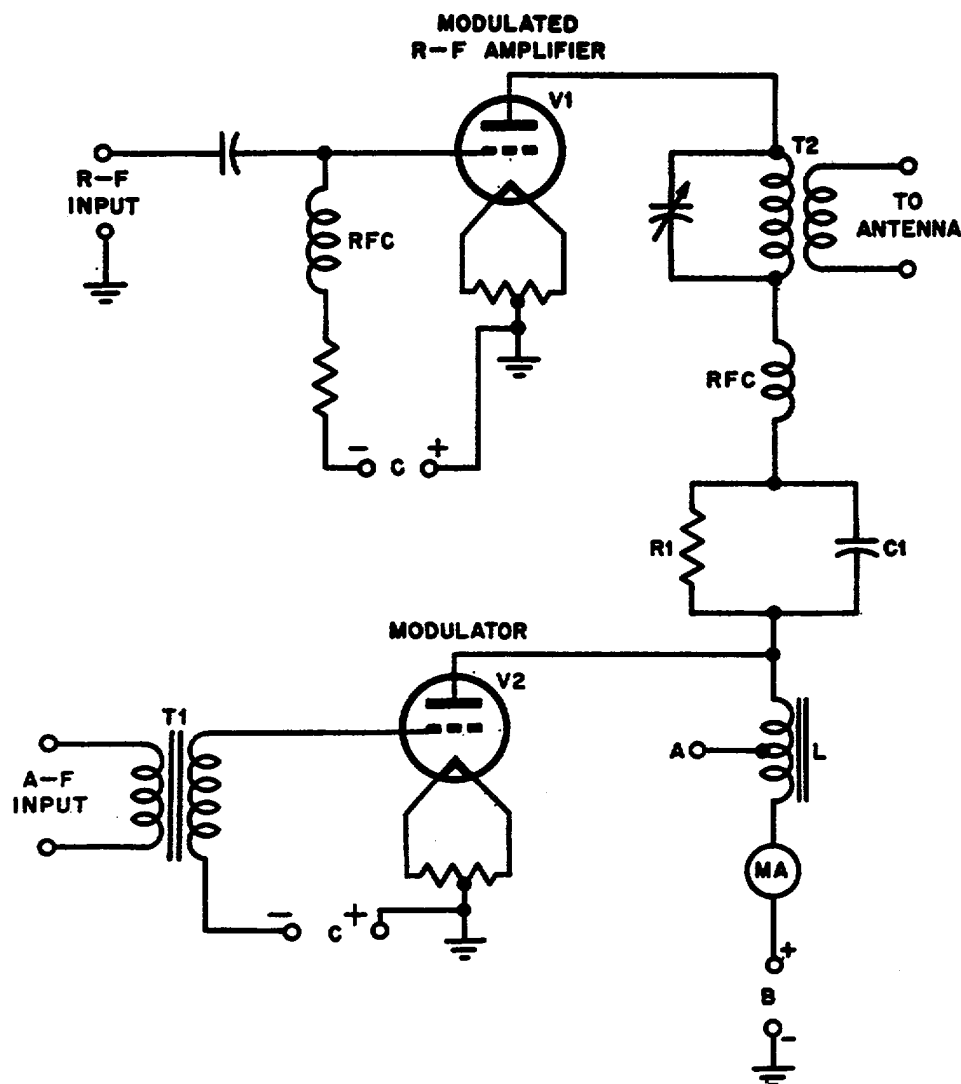 MODULATED
R-F AMPLIFIER
V1
T2
R-F
INPUT
RFC
TO
ANTENNA
RFC
- C +
R1
C1
MODULATOR
V2
T1
A-F
INPUT
A
L
MA
- C +
+
B
-